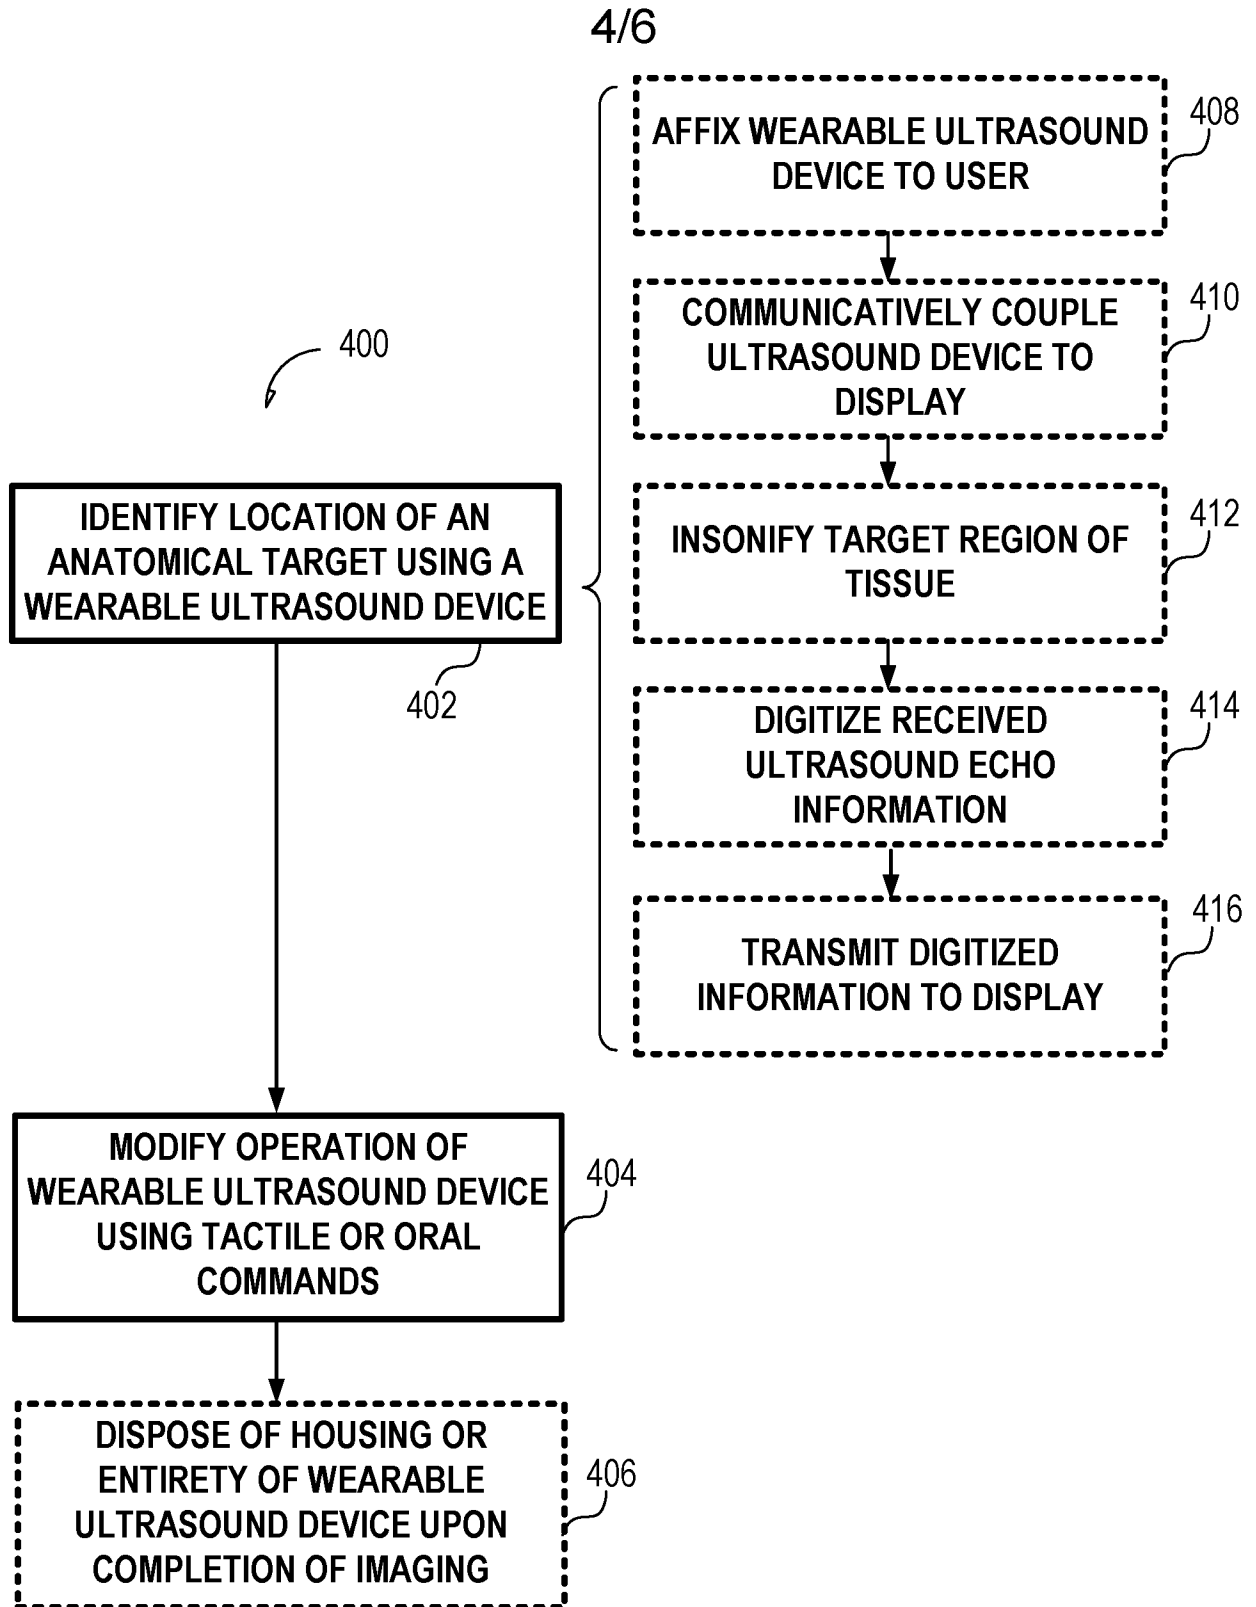 4/6
400
IDENTIFY LOCATION OF AN
ANATOMICAL TARGET USING A
WEARABLE ULTRASOUND DEVICE
402
AFFIX WEARABLE ULTRASOUND
DEVICE TO USER
408
COMMUNICATIVELY COUPLE
ULTRASOUND DEVICE TO
DISPLAY
410
INSONIFY TARGET REGION OF
TISSUE
412
DIGITIZE RECEIVED
ULTRASOUND ECHO
INFORMATION
414
TRANSMIT DIGITIZED
INFORMATION TO DISPLAY
416
MODIFY OPERATION OF
WEARABLE ULTRASOUND DEVICE
USING TACTILE OR ORAL
COMMANDS
404
DISPOSE OF HOUSING OR
ENTIRETY OF WEARABLE
ULTRASOUND DEVICE UPON
COMPLETION OF IMAGING
406